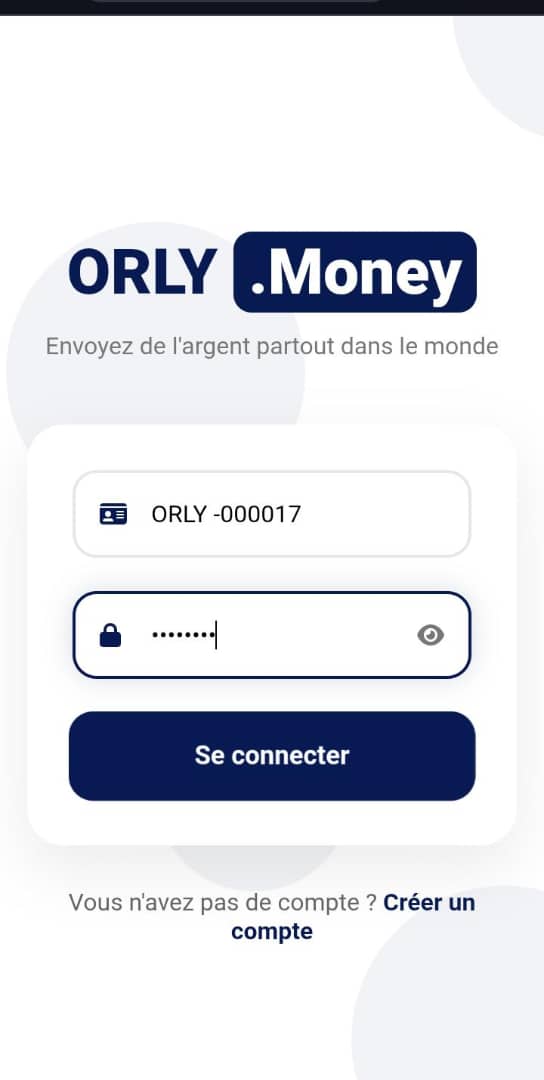 ORLY .Money
Envoyez de l'argent partout dans le monde
ORLY -000017
••••••••
Se connecter
Vous n'avez pas de compte ? Créer un
compte